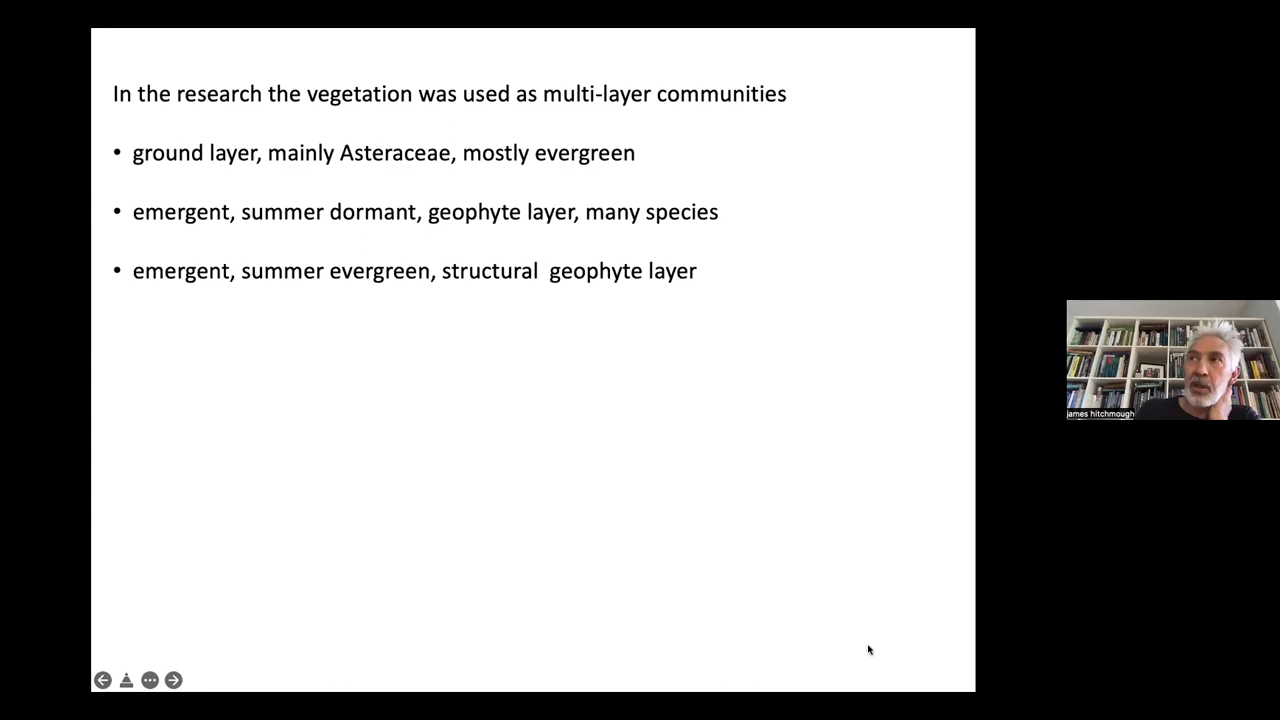 In the research the vegetation was used as multi-layer communities
• ground layer, mainly Asteraceae, mostly evergreen
• emergent, summer dormant, geophyte layer, many species
• emergent, summer evergreen, structural  geophyte layer
james hitchmough